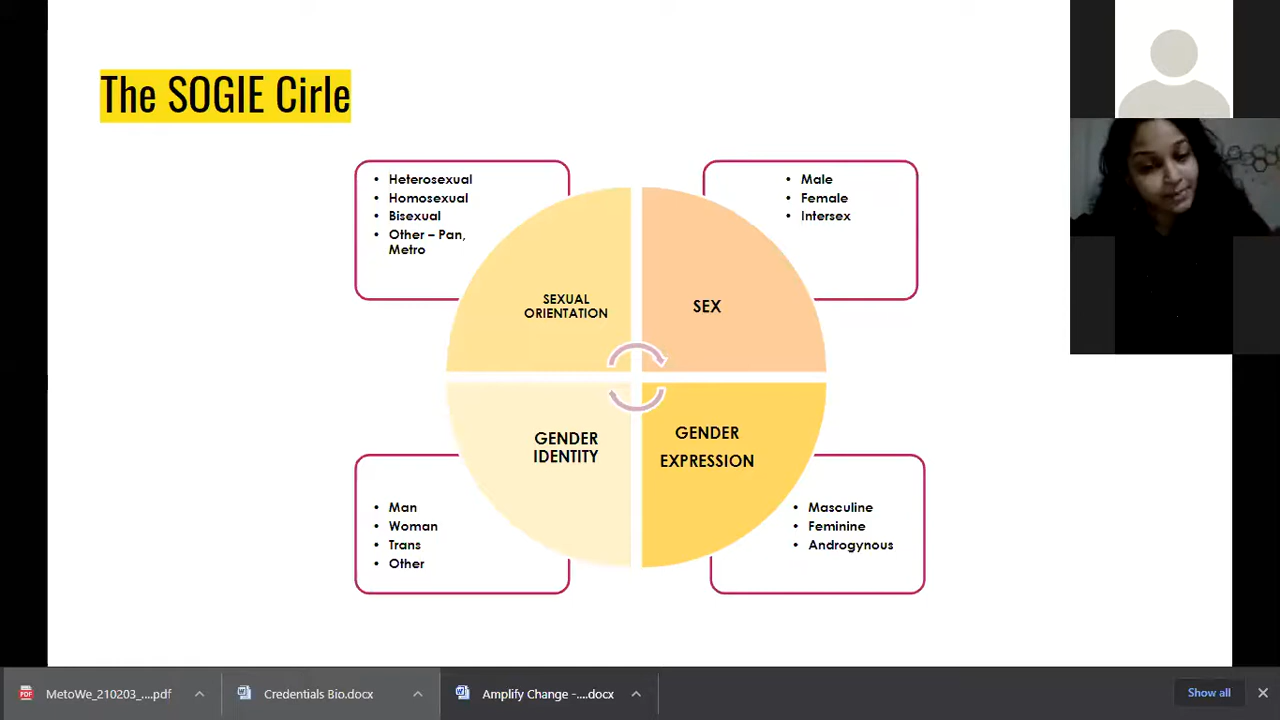 The SOGIE Cirle
• Heterosexual
• Homosexual
• Bisexual
• Other – Pan,
Metro
• Male
• Female
• Intersex
SEXUAL
ORIENTATION
SEX
GENDER
IDENTITY
GENDER
EXPRESSION
• Man
• Woman
• Trans
• Other
• Masculine
• Feminine
• Androgynous
PDF
MetoWe_210203_....pdf
Credentials Bio.docx
Amplify Change -....docx
Show all